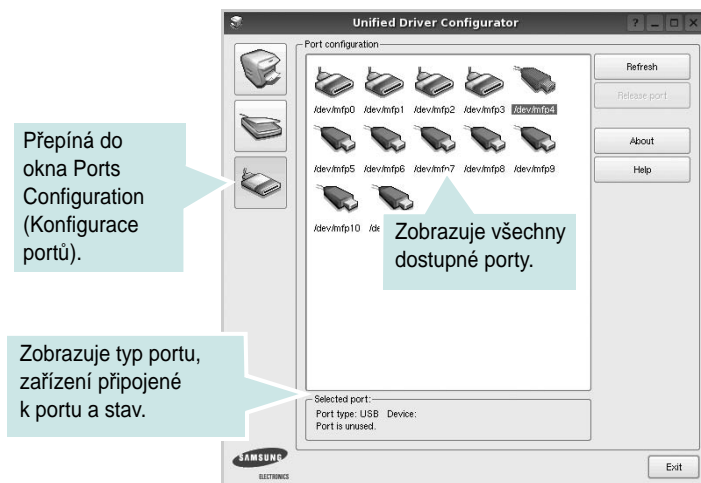 Unified Driver Configurator
Port configuration
/dev/mfp0 /dev/mfp1 /dev/mfp2 /dev/mfp3 /dev/mfp4
/dev/mfp5 /dev/mfp6 /dev/mfp7 /dev/mfp8 /dev/mfp9
/dev/mfp10
Refresh
Release port
About
Help
Přepíná do
okna Ports
Configuration
(Konfigurace
portů).
Zobrazuje všechny
dostupné porty.
Zobrazuje typ portu,
zařízení připojené
k portu a stav.
Selected port:
Port type: USB Device:
Port is unused.
SAMSUNG
ELECTRONICS
Exit